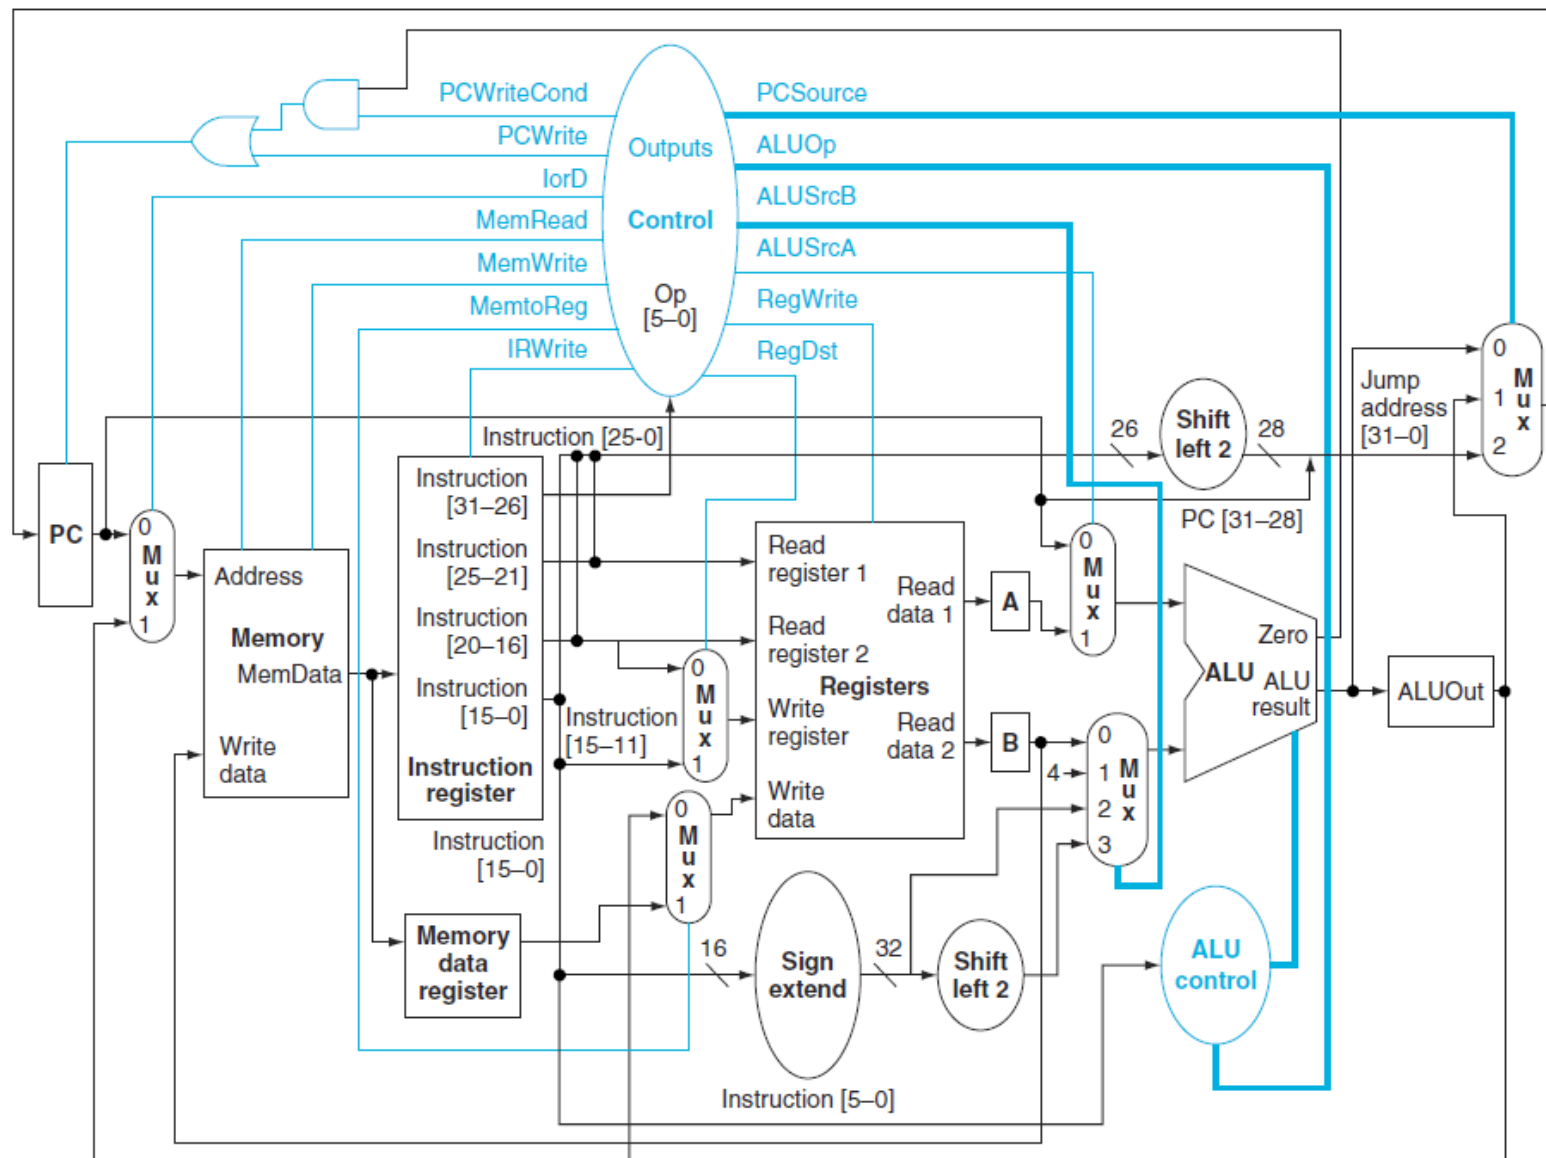 PCWriteCond
PCWrite
IorD
MemRead
MemWrite
MemtoReg
IRWrite
Outputs
Control
Op
[5–0]
PCSource
ALUOp
ALUSrcB
ALUSrcA
RegWrite
RegDst
PC
0
M
u
x
1
Address
Memory
MemData
Write
data
Instruction [25-0]
Instruction
[31–26]
Instruction
[25–21]
Instruction
[20–16]
Instruction
[15–0]
Instruction
register
Instruction
[15–0]
Instruction
[15–11]
Memory
data
register
0
M
u
x
1
0
M
u
x
1
Read
register 1
Read
register 2
Registers
Write
register
Write
data
Read
data 1
Read
data 2
A
B
16
Sign
extend
32
Shift
left 2
Instruction [5–0]
26
Shift
left 2
28
Jump
address
[31–0]
PC [31–28]
0
M
u
x
1
4
0
1
2
3
M
u
x
Zero
ALU
ALU
result
ALU
control
ALUOut
0
1
2
M
u
x